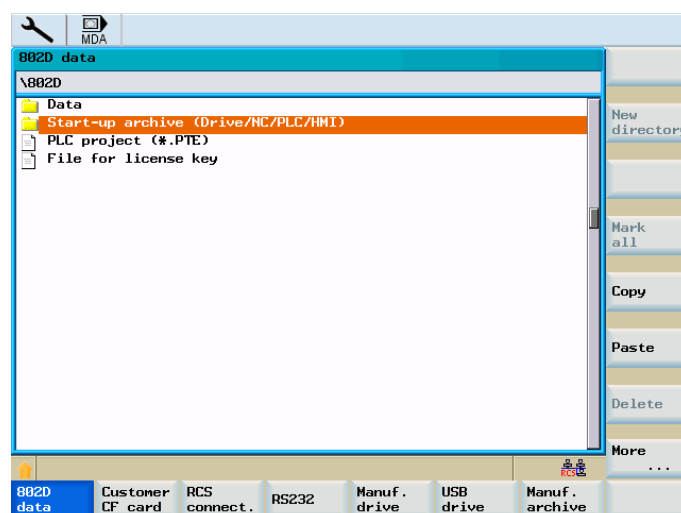 MDA
802D data
\802D
Data
Start-up archive (Drive/NC/PLC/HMI)
PLC project (*.PTE)
File for license key
New
director
Mark
all
Copy
Paste
Delete
More
...
RCS
802D
data
Customer
CF card
RCS
connect.
RS232
Manuf.
drive
USB
drive
Manuf.
archive